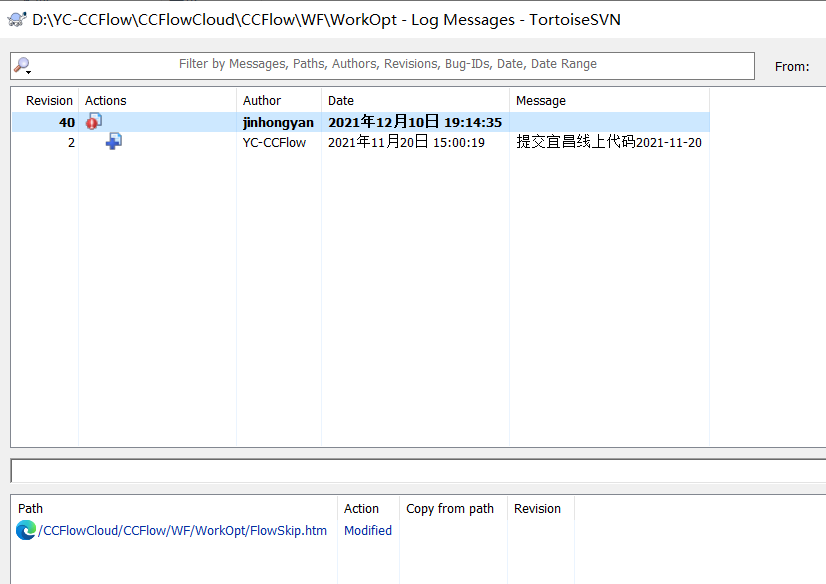 D:\YC-CCFlow\CCFlowCloud\CCFlow\WF\WorkOpt - Log Messages - TortoiseSVN
Filter by Messages, Paths, Authors, Revisions, Bug-IDs, Date, Date Range From:
Revision Actions Author Date Message
40 jinhongyan 2021年12月10日 19:14:35
2 YC-CCFlow 2021年11月20日 15:00:19 提交宜昌线上代码2021-11-20
Path Action Copy from path Revision
/CCFlowCloud/CCFlow/WF/WorkOpt/FlowSkip.htm Modified